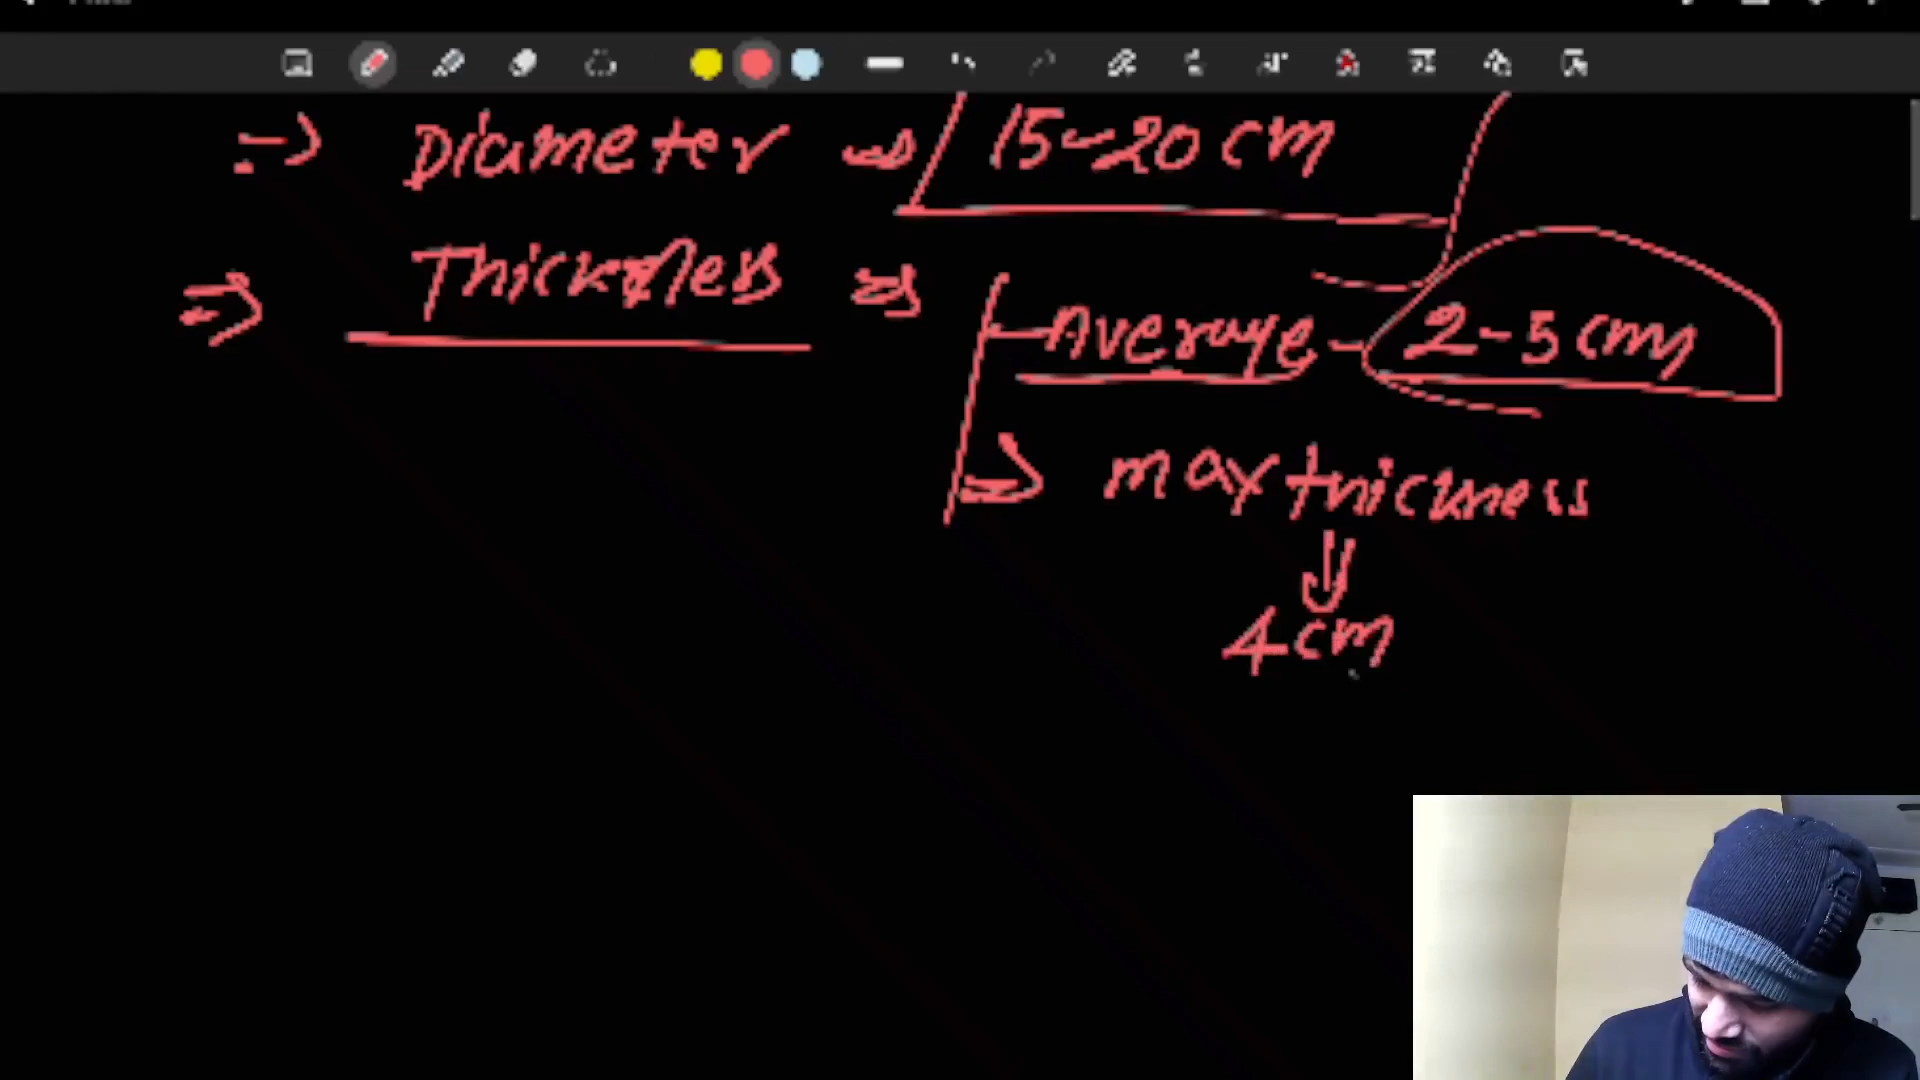 => Diameter => 15-20 cm
=> Thickness =>
Average - 2-5 cm
=> max thickness
4 cm